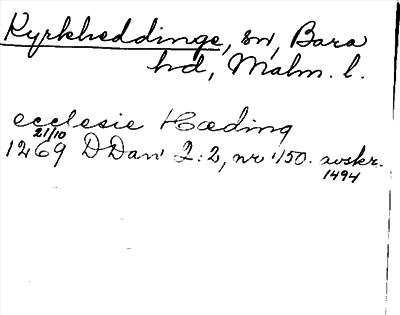 Kyrkheddinge, sn, Bara
hd, Malm. l.
ecclesie Hæding
21/10
1269 DDan 2:2, nr 150. avskr.
1494